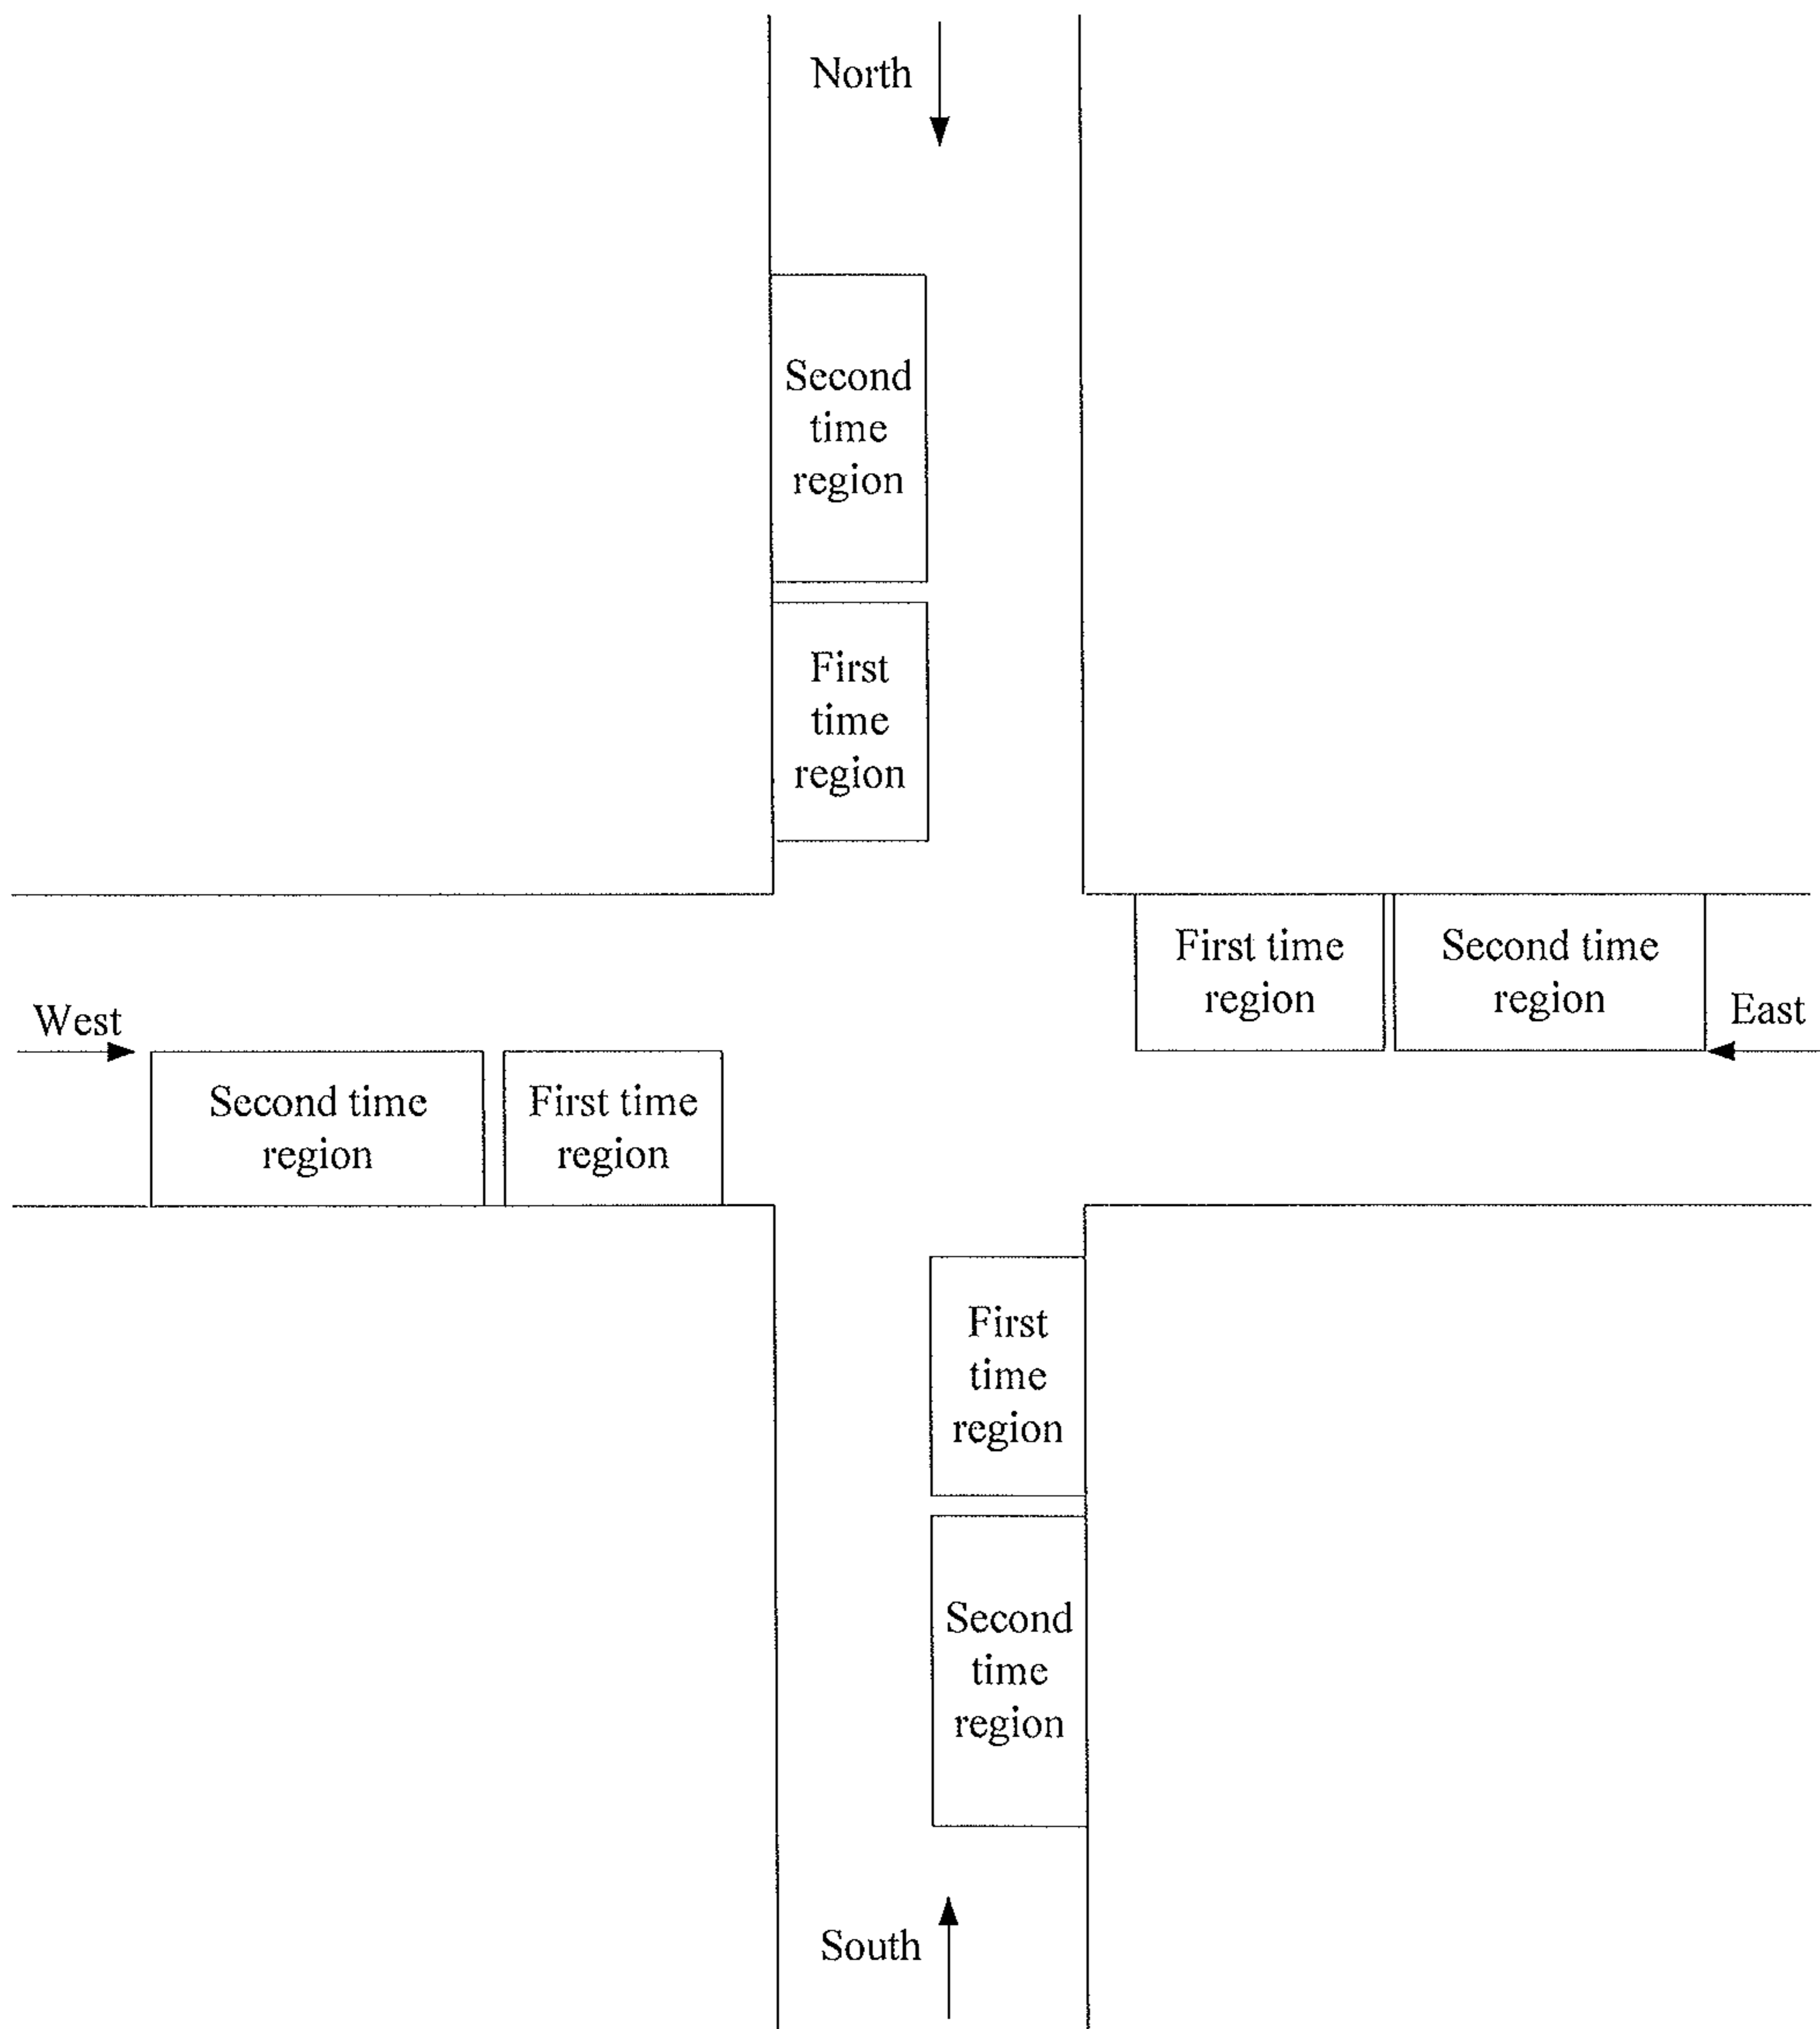 North
Second
time
region
First
time
region
First time
region
Second time
region
East
West
Second time
region
First time
region
First
time
region
Second
time
region
South